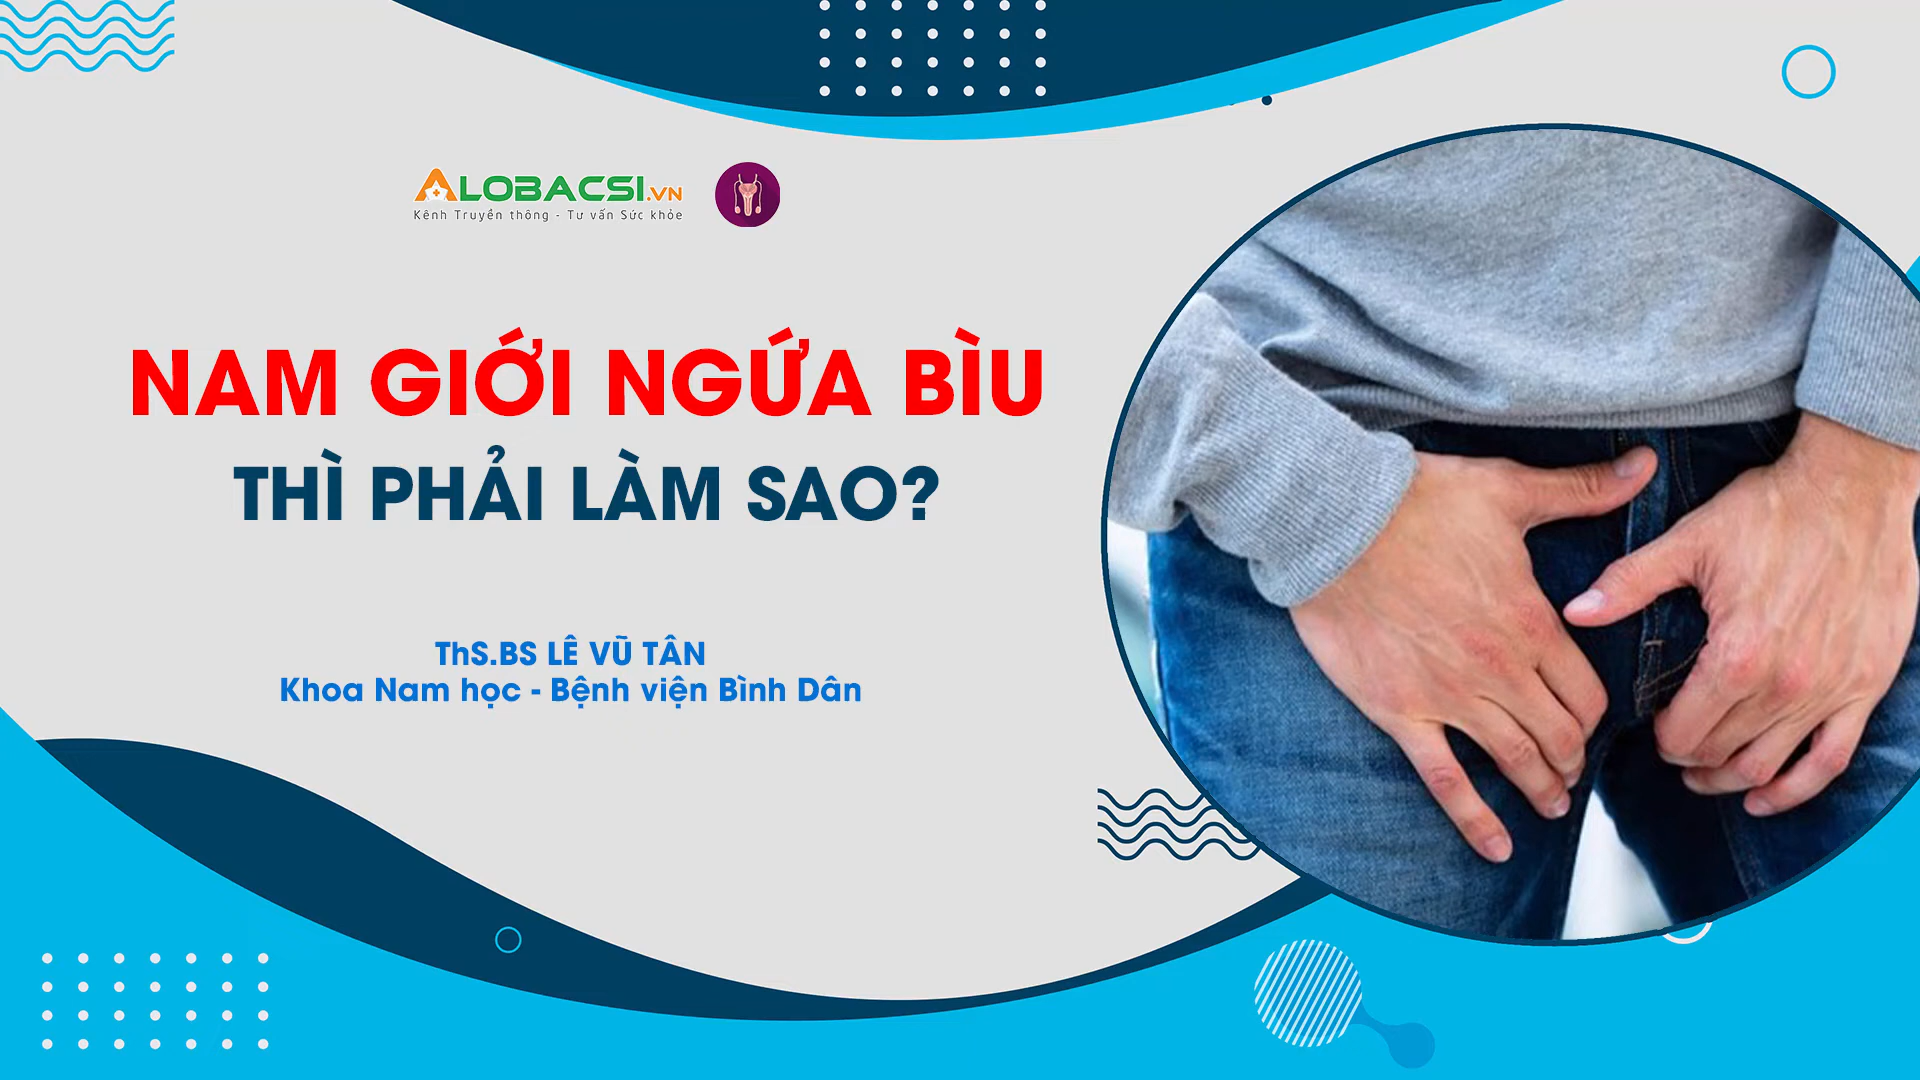 ALOBACSI.VN
Kênh Truyền thông - Tư vấn Sức khỏe
NAM GIỚI NGỨA BÌU
THÌ PHẢI LÀM SAO?
ThS.BS LÊ VŨ TÂN
Khoa Nam học - Bệnh viện Bình Dân